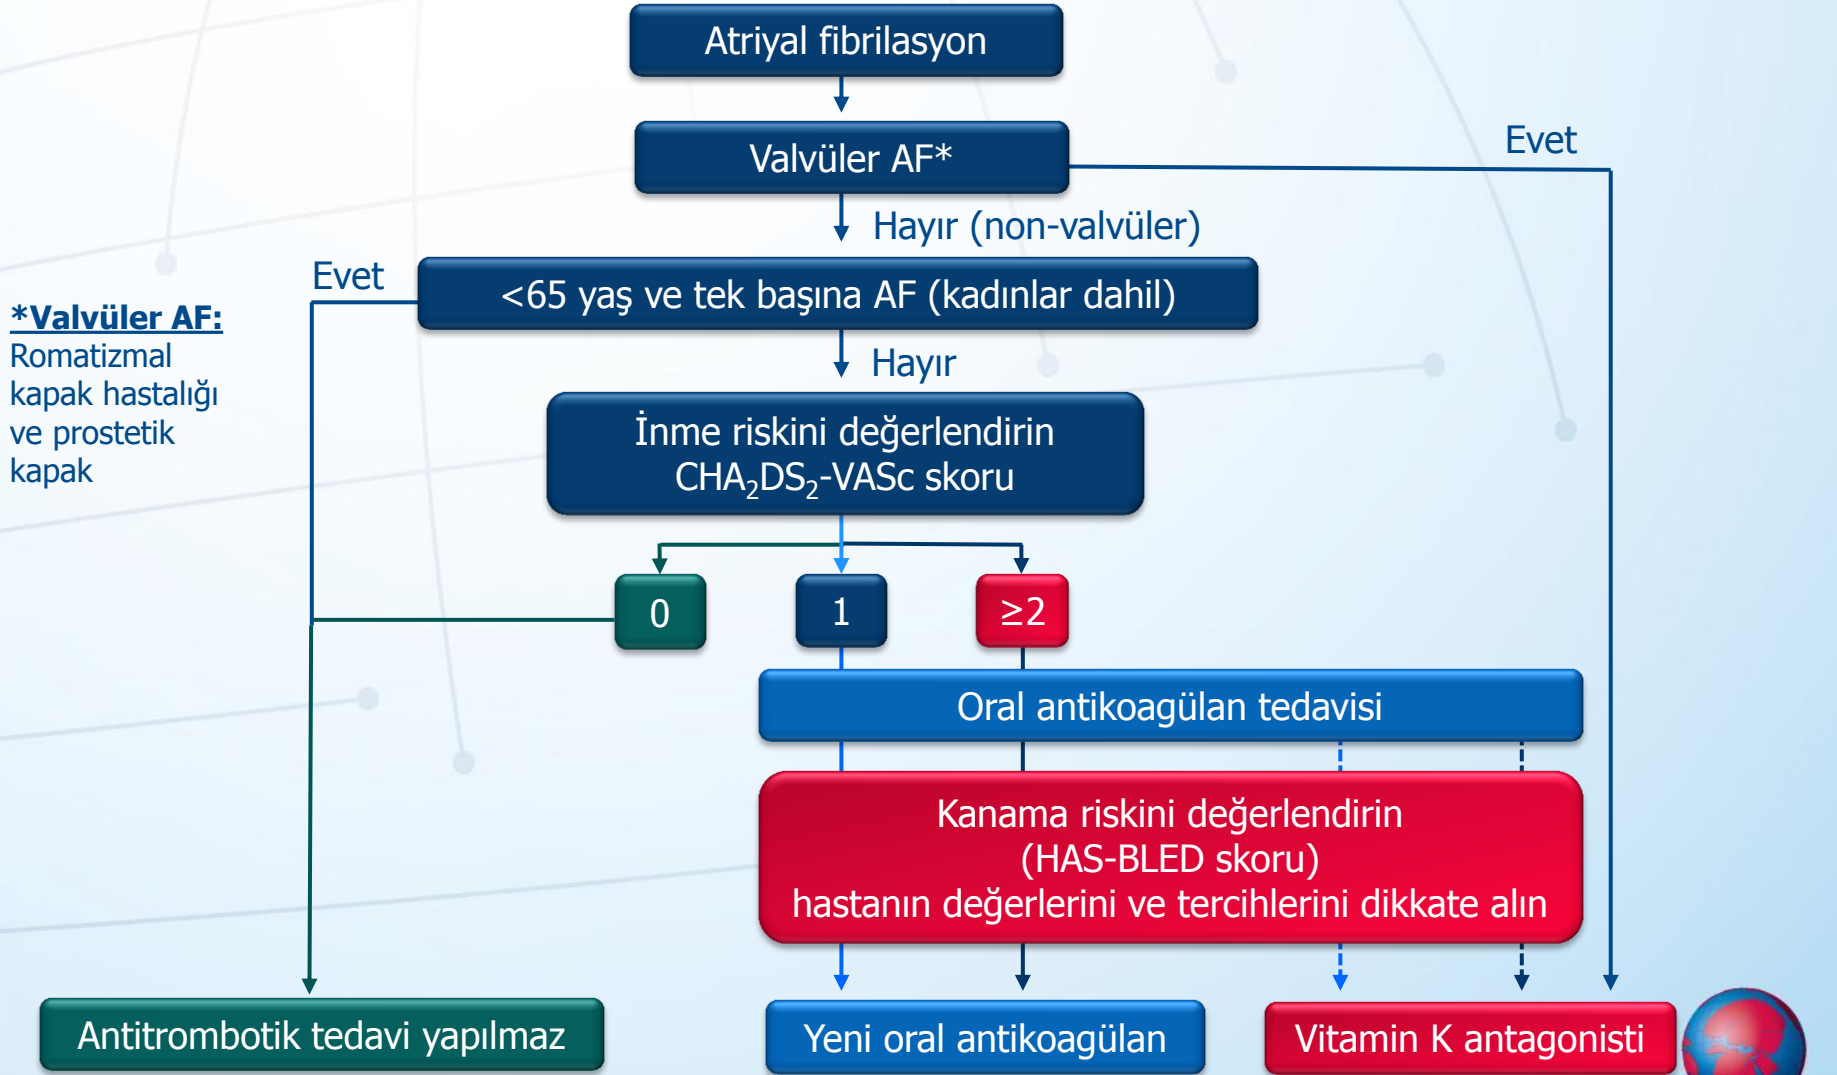 Atriyal fibrilasyon
Valvüler AF*
Evet
Hayır (non-valvüler)
Evet
<65 yaş ve tek başına AF (kadınlar dahil)
*Valvüler AF:
Romatizmal
kapak hastalığı
ve prostetik
kapak
Hayır
İnme riskini değerlendirin
CHA₂DS₂-VASc skoru
0
1
≥2
Oral antikoagülan tedavisi
Kanama riskini değerlendirin
(HAS-BLED skoru)
hastanın değerlerini ve tercihlerini dikkate alın
Antitrombotik tedavi yapılmaz
Yeni oral antikoagülan
Vitamin K antagonisti